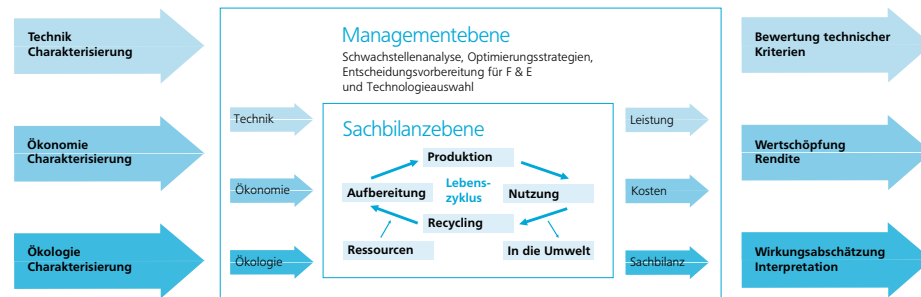 Technik
Charakterisierung
Ökonomie
Charakterisierung
Ökologie
Charakterisierung
Managementebene
Schwachstellenanalyse, Optimierungsstrategien,
Entscheidungsvorbereitung für F & E
und Technologieauswahl
Technik
Ökonomie
Ökologie
Sachbilanzebene
Produktion
Aufbereitung
Lebens-
zyklus
Nutzung
Recycling
Ressourcen
In die Umwelt
Leistung
Kosten
Sachbilanz
Bewertung technischer
Kriterien
Wertschöpfung
Rendite
Wirkungsabschätzung
Interpretation